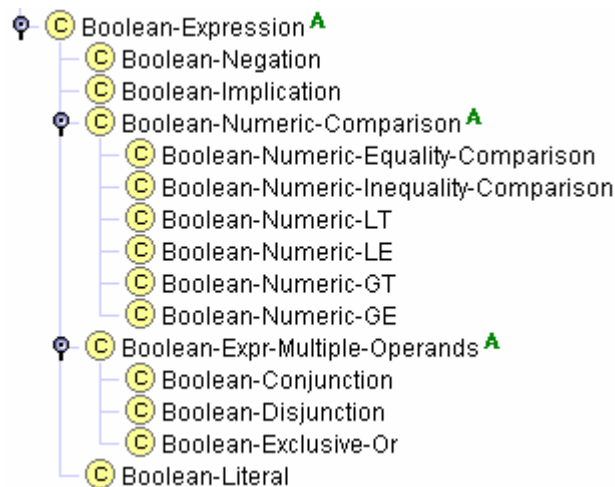 C Boolean-Expression A
C Boolean-Negation
C Boolean-Implication
C Boolean-Numeric-Comparison A
C Boolean-Numeric-Equality-Comparison
C Boolean-Numeric-Inequality-Comparison
C Boolean-Numeric-LT
C Boolean-Numeric-LE
C Boolean-Numeric-GT
C Boolean-Numeric-GE
C Boolean-Expr-Multiple-Operands A
C Boolean-Conjunction
C Boolean-Disjunction
C Boolean-Exclusive-Or
C Boolean-Literal